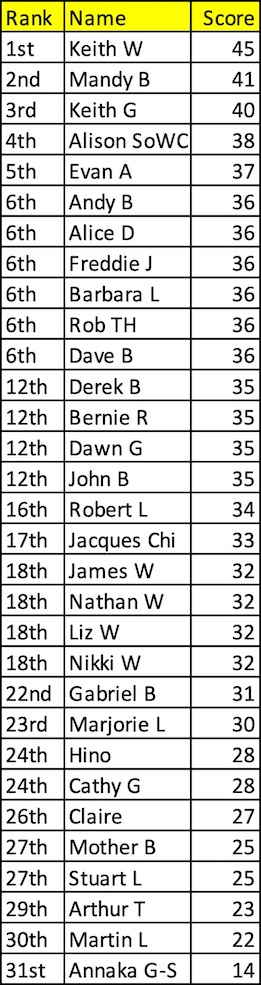 Rank Name Score
1st Keith W 45
2nd Mandy B 41
3rd Keith G 40
4th Alison SoWC 38
5th Evan A 37
6th Andy B 36
6th Alice D 36
6th Freddie J 36
6th Barbara L 36
6th Rob TH 36
6th Dave B 36
12th Derek B 35
12th Bernie R 35
12th Dawn G 35
12th John B 35
16th Robert L 34
17th Jacques Chi 33
18th James W 32
18th Nathan W 32
18th Liz W 32
18th Nikki W 32
22nd Gabriel B 31
23rd Marjorie L 30
24th Hino 28
24th Cathy G 28
26th Claire 27
27th Mother B 25
27th Stuart L 25
29th Arthur T 23
30th Martin L 22
31st Annaka G-S 14